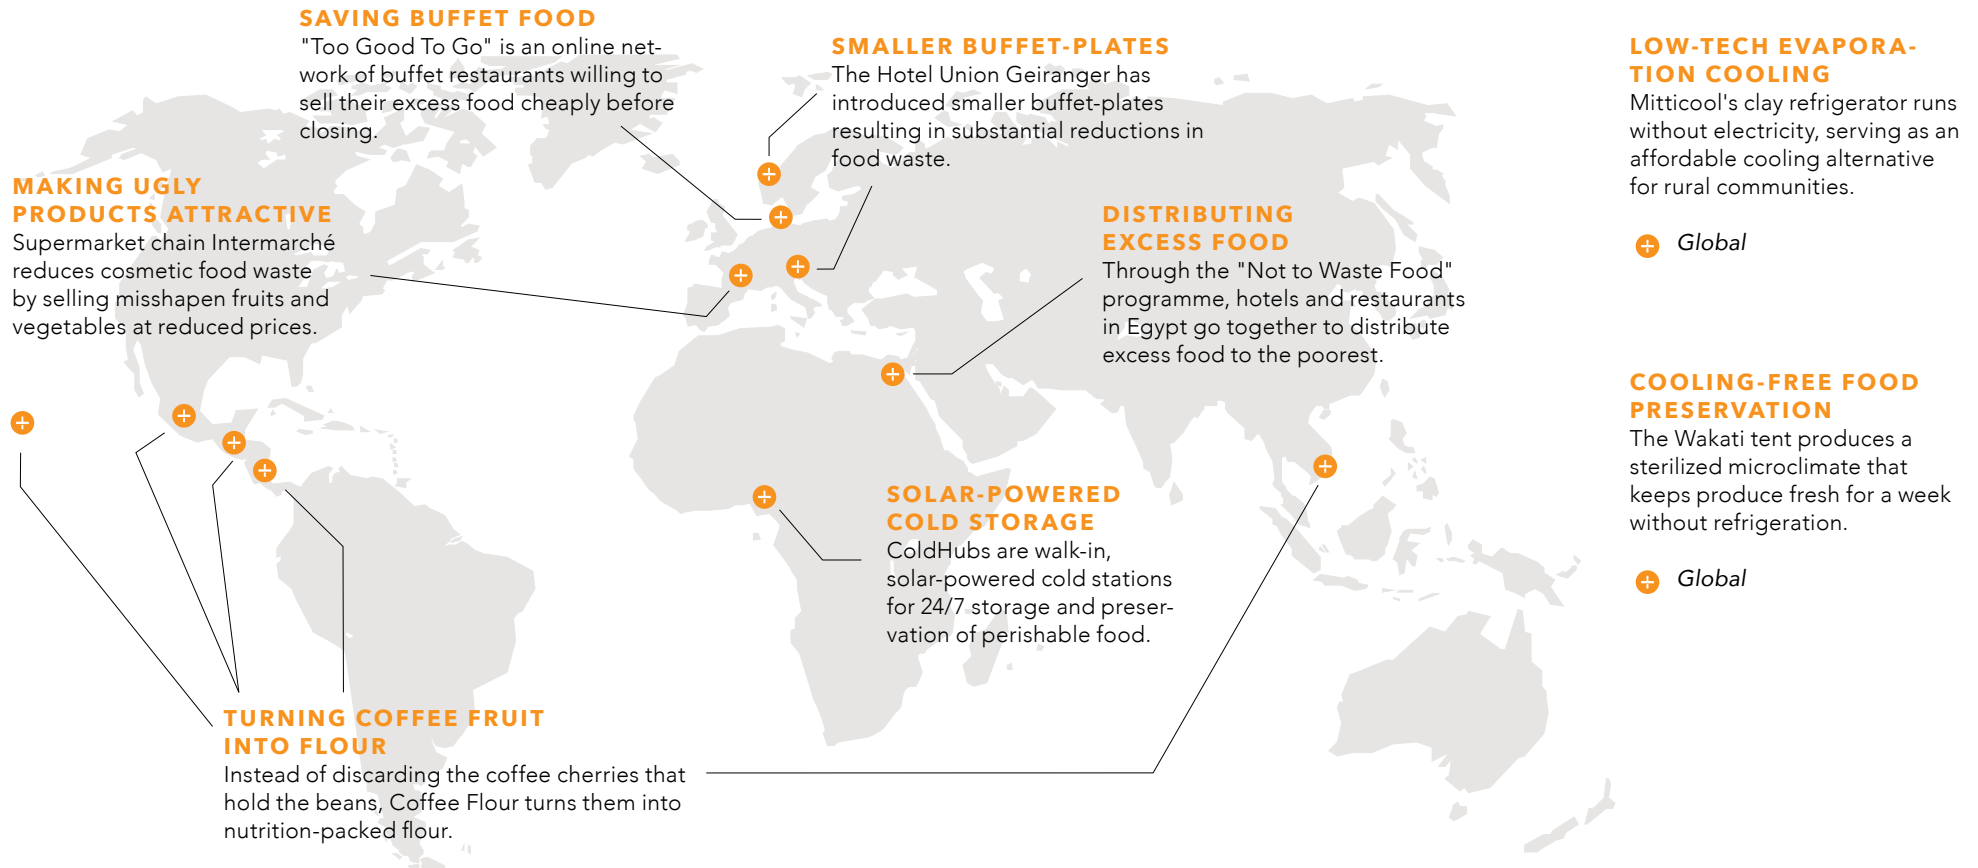 SAVING BUFFET FOOD
"Too Good To Go" is an online net-
work of buffet restaurants willing to
sell their excess food cheaply before
closing.
SMALLER BUFFET-PLATES
The Hotel Union Geiranger has
introduced smaller buffet-plates
resulting in substantial reductions in
food waste.
LOW-TECH EVAPORA-
TION COOLING
Mitticool's clay refrigerator runs
without electricity, serving as an
affordable cooling alternative
for rural communities.
Global
MAKING UGLY
PRODUCTS ATTRACTIVE
Supermarket chain Intermarché
reduces cosmetic food waste
by selling misshapen fruits and
vegetables at reduced prices.
DISTRIBUTING
EXCESS FOOD
Through the "Not to Waste Food"
programme, hotels and restaurants
in Egypt go together to distribute
excess food to the poorest.
COOLING-FREE FOOD
PRESERVATION
The Wakati tent produces a
sterilized microclimate that
keeps produce fresh for a week
without refrigeration.
Global
SOLAR-POWERED
COLD STORAGE
ColdHubs are walk-in,
solar-powered cold stations
for 24/7 storage and preser-
vation of perishable food.
TURNING COFFEE FRUIT
INTO FLOUR
Instead of discarding the coffee cherries that
hold the beans, Coffee Flour turns them into
nutrition-packed flour.